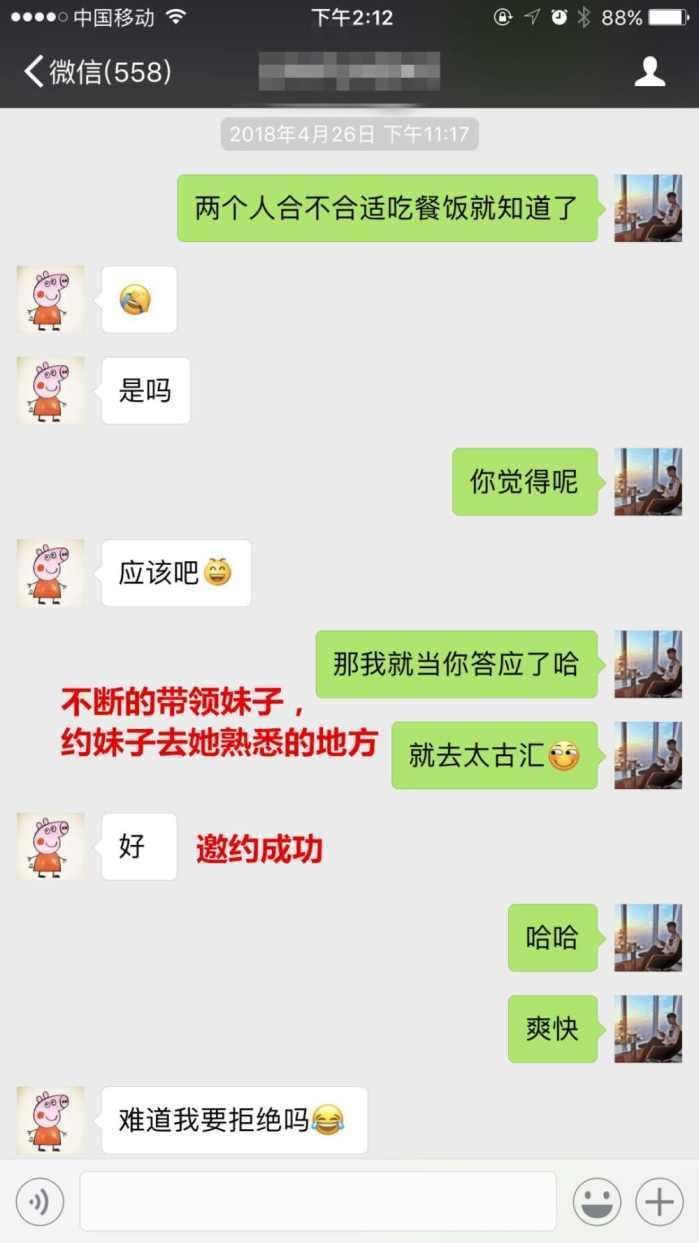 中国移动
下午2:12
88%
微信(558)
2018年4月26日 下午11:17
两个人合不合适吃餐饭就知道了
是吗
你觉得呢
应该吧
那我就当你答应了哈
不断的带领妹子，
约妹子去她熟悉的地方
就去太古汇
好
邀约成功
哈哈
爽快
难道我要拒绝吗